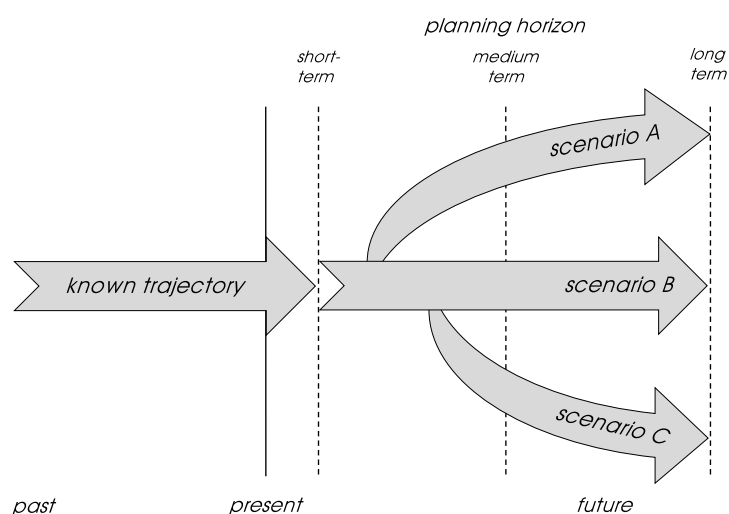 planning horizon
short-
term
medium
term
long
term
scenario A
known trajectory
scenario B
scenario C
past
present
future